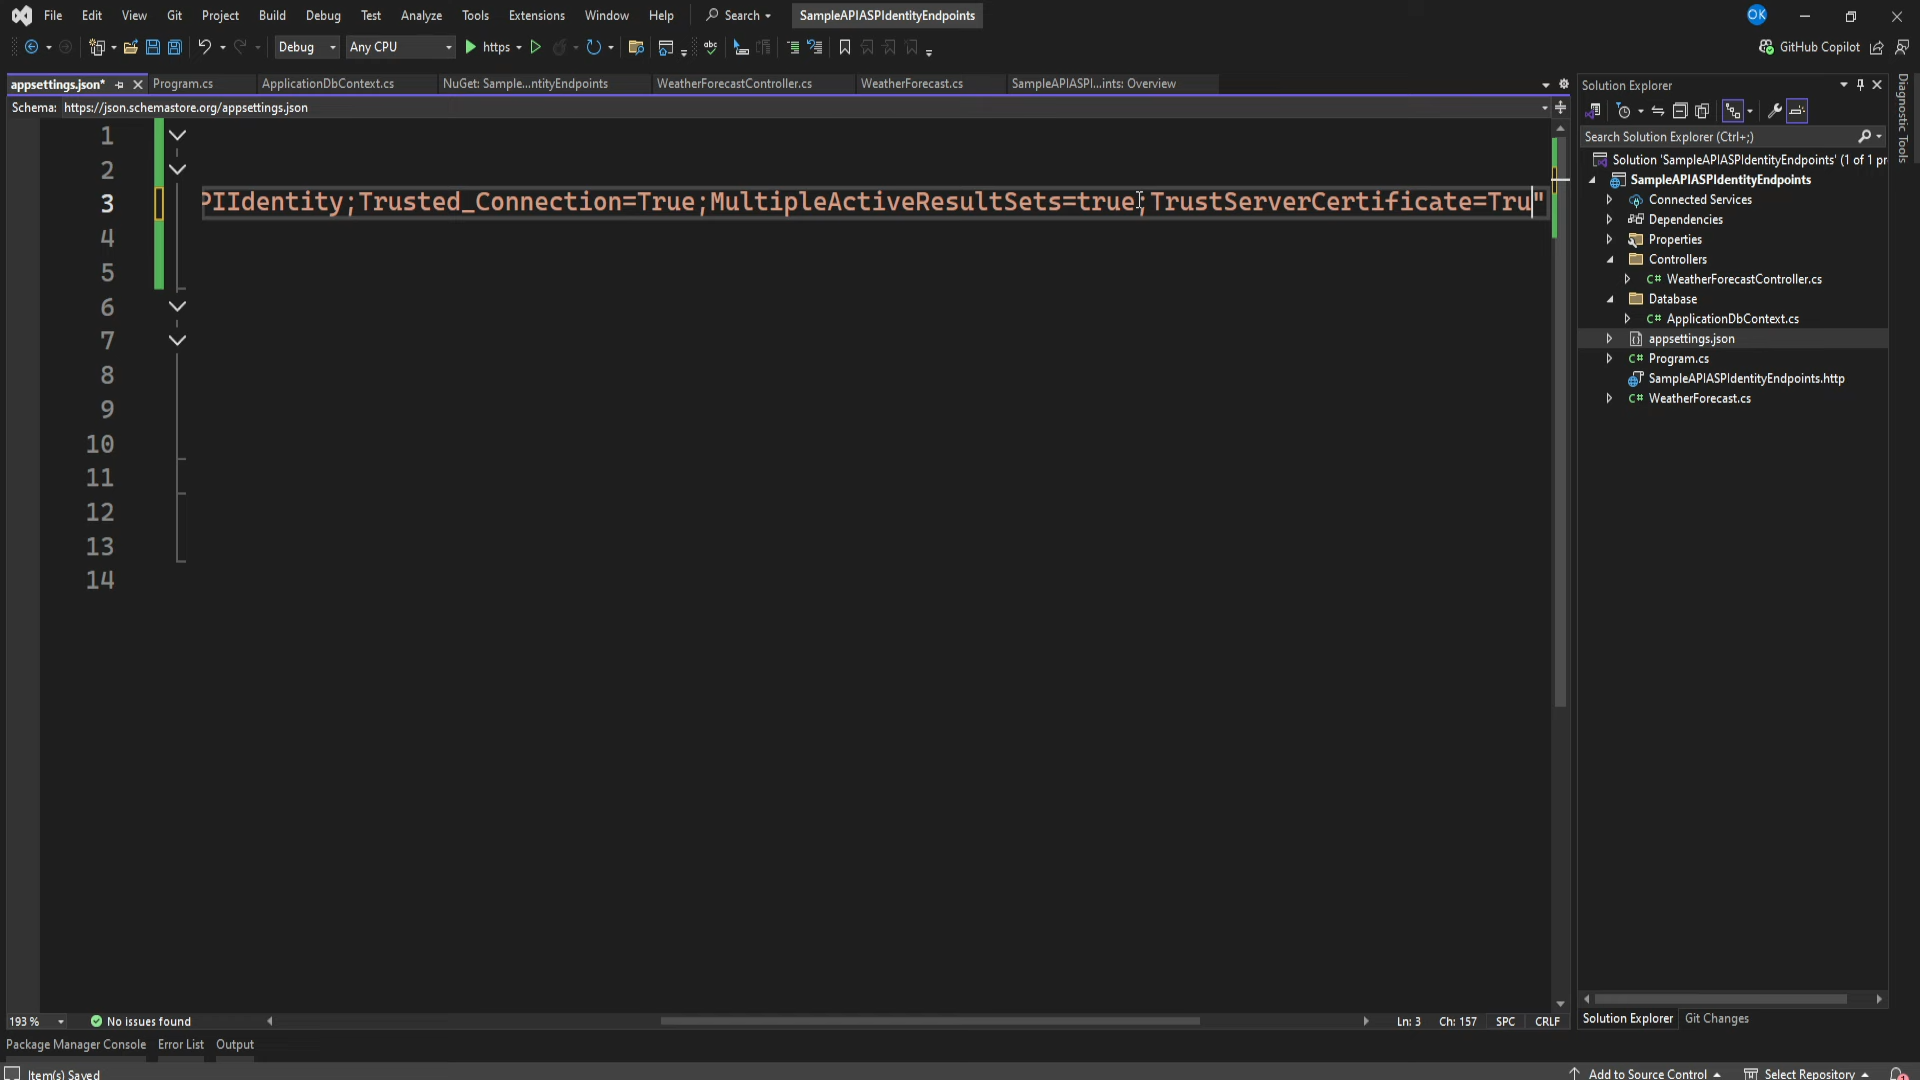 File Edit View Git Project Build Debug Test Analyze Tools Extensions Window Help Search SampleAPIASPIdentityEndpoints OK
Debug Any CPU https GitHub Copilot
appsettings.json* Program.cs ApplicationDbContext.cs NuGet: Sample...ntityEndpoints WeatherForecastController.cs WeatherForecast.cs SampleAPIASPI...ints: Overview
Schema: https://json.schemastore.org/appsettings.json
1
2
3 PIIdentity;Trusted_Connection=True;MultipleActiveResultSets=true;TrustServerCertificate=Tru"
4
5
6
7
8
9
10
11
12
13
14
193 % No issues found Ln: 3 Ch: 157 SPC CRLF
Package Manager Console Error List Output
Item(s) Saved Add to Source Control Select Repository
Solution Explorer
Search Solution Explorer (Ctrl+;)
Solution 'SampleAPIASPIdentityEndpoints' (1 of 1 pr
SampleAPIASPIdentityEndpoints
Connected Services
Dependencies
Properties
Controllers
C# WeatherForecastController.cs
Database
C# ApplicationDbContext.cs
appsettings.json
C# Program.cs
SampleAPIASPIdentityEndpoints.http
C# WeatherForecast.cs
Solution Explorer Git Changes
Diagnostic Tools